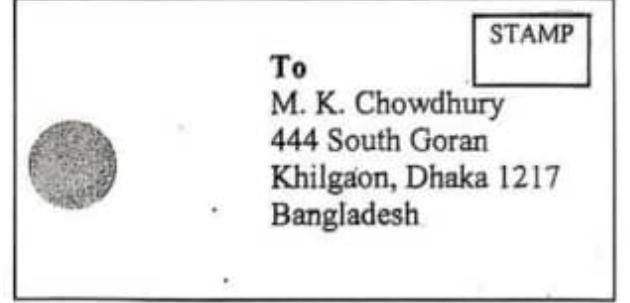 STAMP
To
M. K. Chowdhury
444 South Goran
Khilgaon, Dhaka 1217
Bangladesh